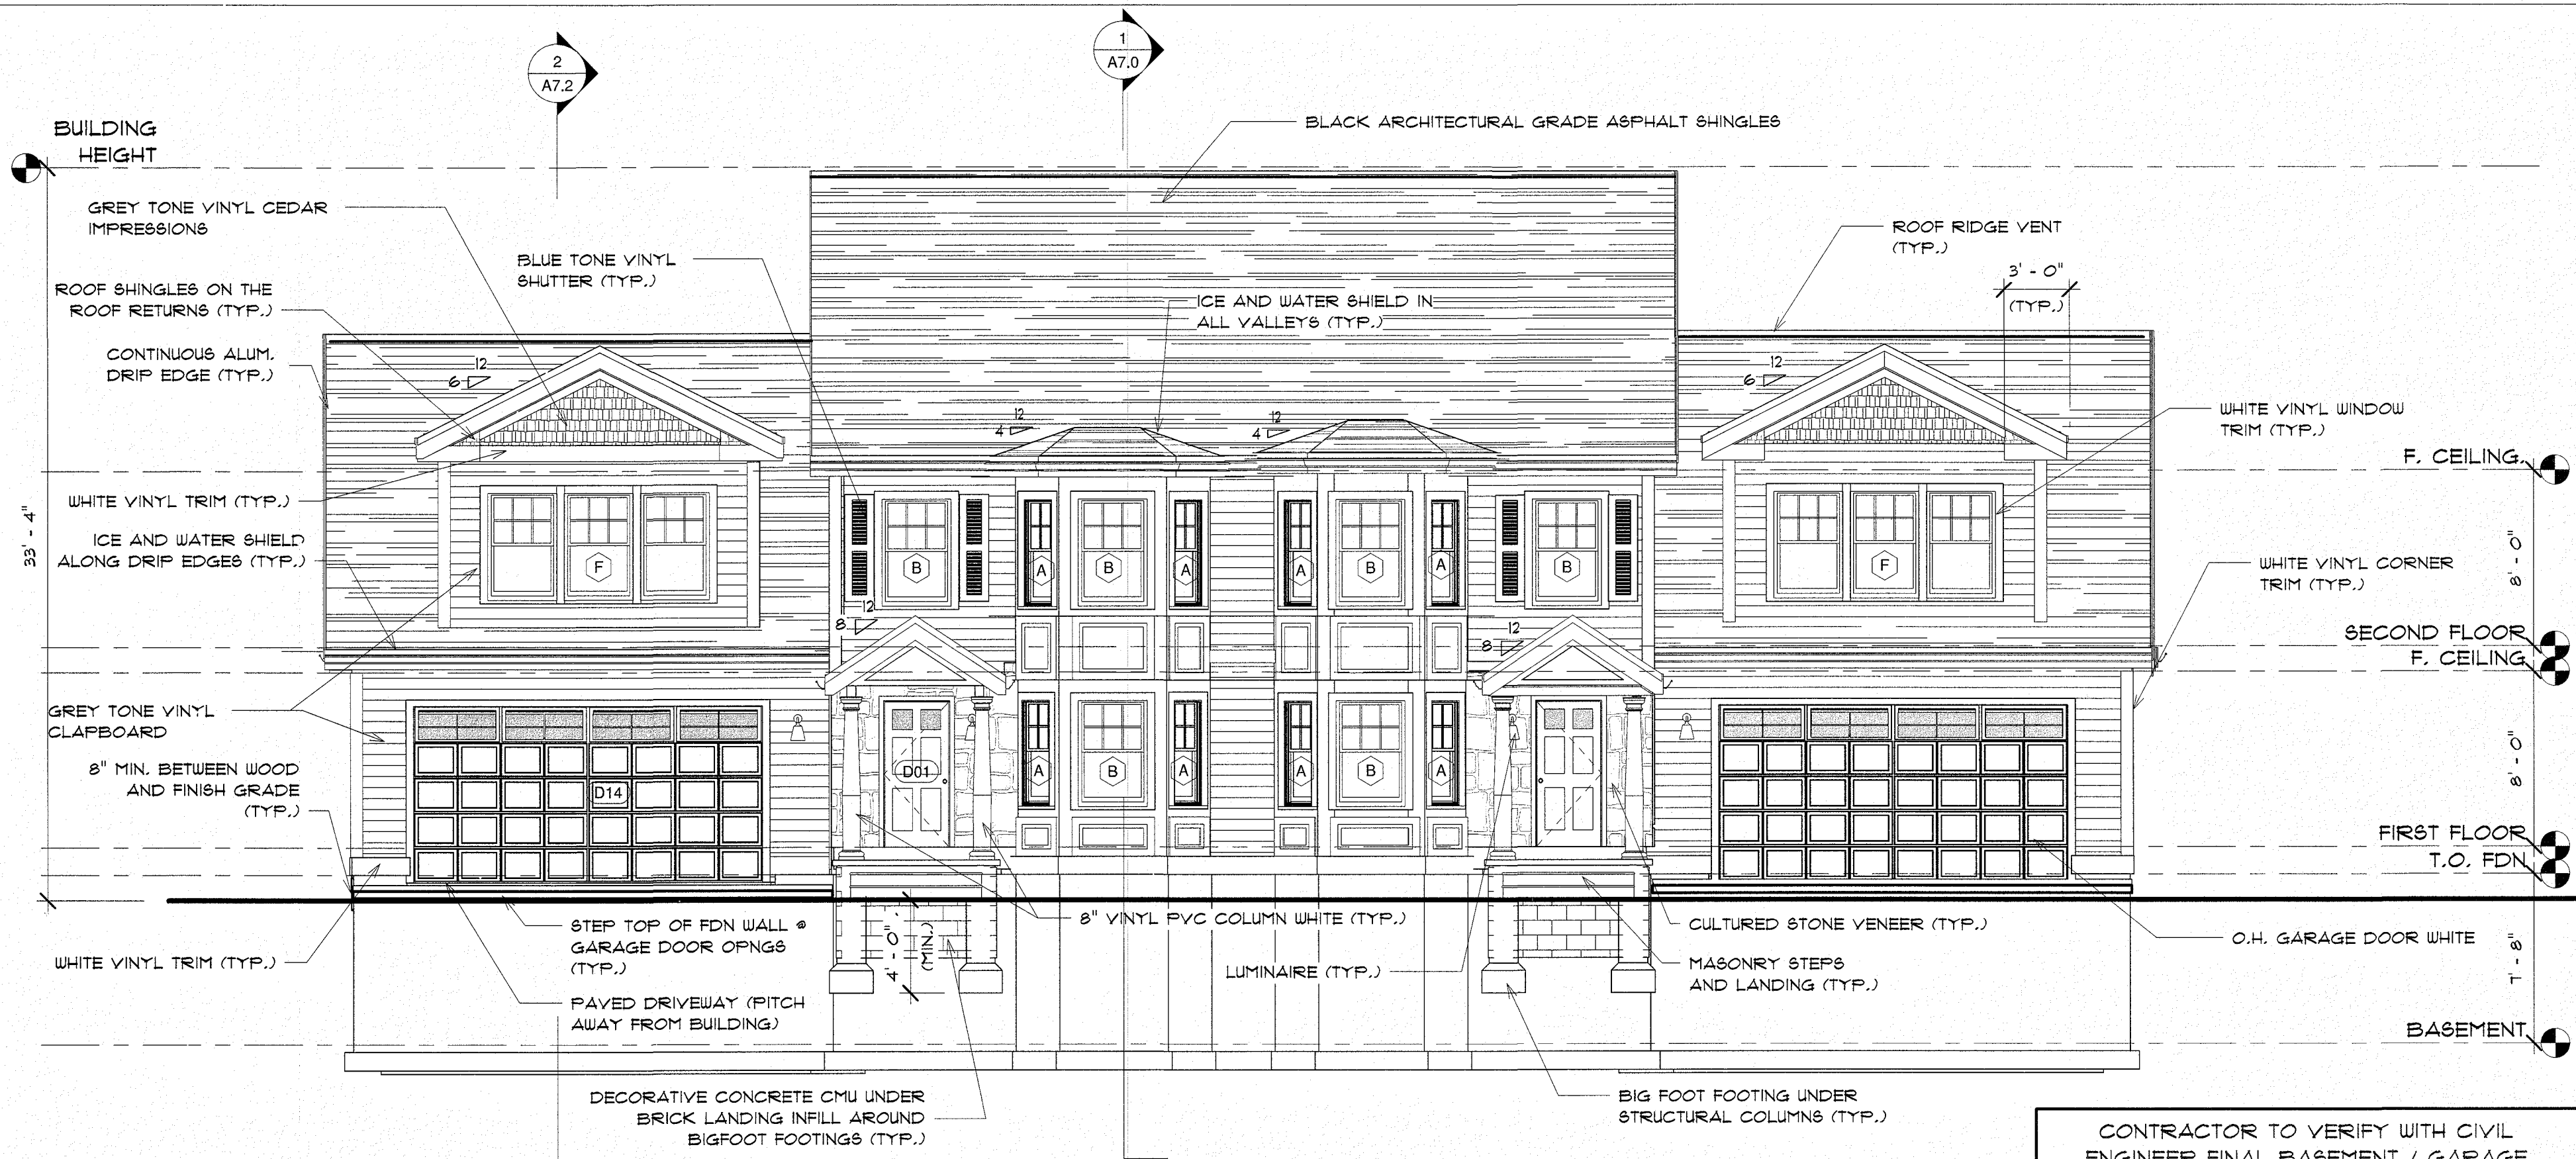 2
A7.2
1
A7.0
BUILDING
HEIGHT
BLACK ARCHITECTURAL GRADE ASPHALT SHINGLES
GREY TONE VINYL CEDAR
IMPRESSIONS
BLUE TONE VINYL
SHUTTER (TYP.)
ROOF RIDGE VENT
(TYP.)
3' - 0"
(TYP.)
ROOF SHINGLES ON THE
ROOF RETURNS (TYP.)
ICE AND WATER SHIELD IN
ALL VALLEYS (TYP.)
CONTINUOUS ALUM.
DRIP EDGE (TYP.)
12
6
12
6
12
4
12
4
WHITE VINYL WINDOW
TRIM (TYP.)
F. CEILING
WHITE VINYL TRIM (TYP.)
33' - 4"
ICE AND WATER SHIELD
ALONG DRIP EDGES (TYP.)
F
B
A
B
A
A
B
A
B
F
8' - 0"
WHITE VINYL CORNER
TRIM (TYP.)
12
8
12
8
SECOND FLOOR
F. CEILING
GREY TONE VINYL
CLAPBOARD
8" MIN. BETWEEN WOOD
AND FINISH GRADE
(TYP.)
D14
D01
A
B
A
A
B
A
8' - 0"
FIRST FLOOR
T.O. FDN
STEP TOP OF FDN WALL @
GARAGE DOOR OPNGS
(TYP.)
4' - 0"
(MIN.)
8" VINYL PVC COLUMN WHITE (TYP.)
CULTURED STONE VENEER (TYP.)
O.H. GARAGE DOOR WHITE
WHITE VINYL TRIM (TYP.)
LUMINAIRE (TYP.)
MASONRY STEPS
AND LANDING (TYP.)
7' - 8"
PAVED DRIVEWAY (PITCH
AWAY FROM BUILDING)
BASEMENT
DECORATIVE CONCRETE CMU UNDER
BRICK LANDING INFILL AROUND
BIGFOOT FOOTINGS (TYP.)
BIG FOOT FOOTING UNDER
STRUCTURAL COLUMNS (TYP.)
CONTRACTOR TO VERIFY WITH CIVIL
ENGINEER FINAL BASEMENT / GARAGE